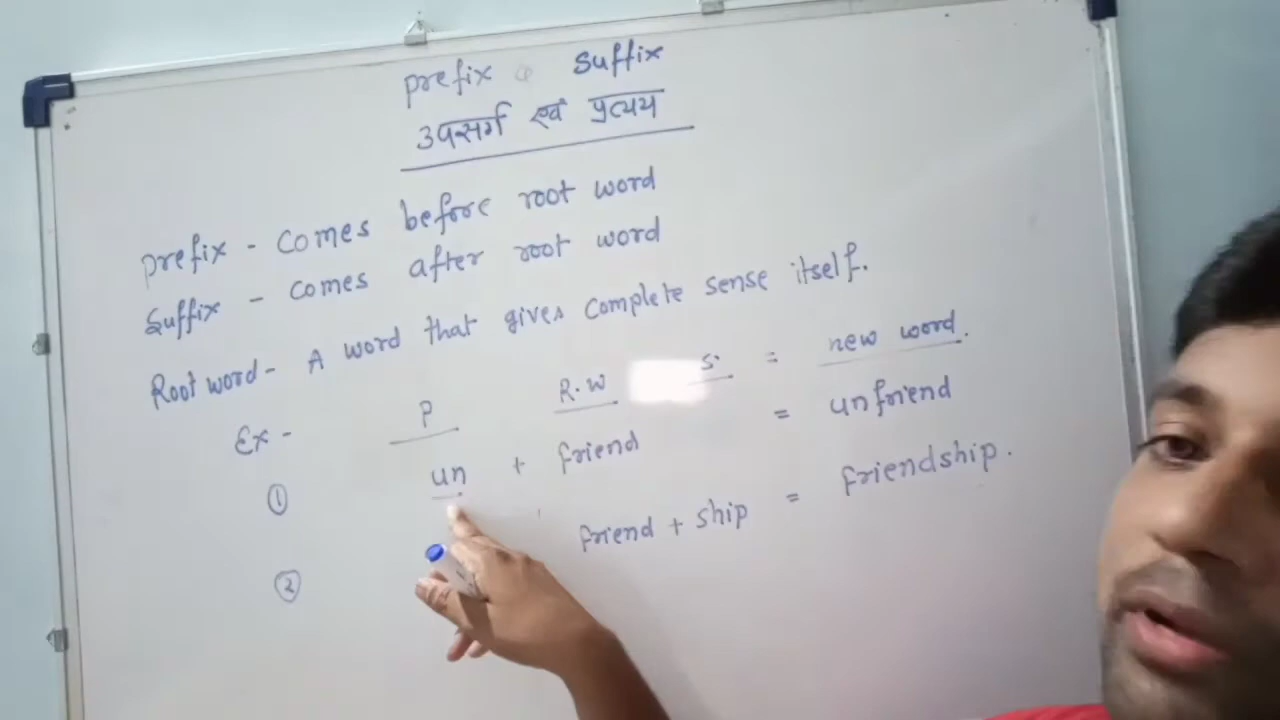 prefix suffix
उपसर्ग एवं प्रत्यय
prefix - comes before root word
Suffix - comes after root word
Root word - A word that gives complete sense itself.
Ex - P R.W S. = new word.
① un + friend = unfriend
② friend + ship = friendship.